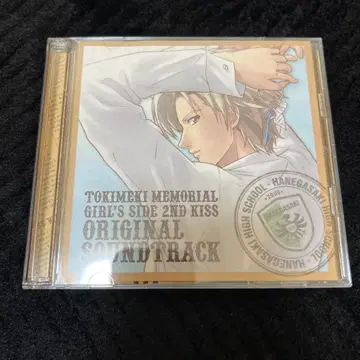 TOKIMEKI MEMORIAL
GIRL'S SIDE 2ND KISS
ORIGINAL
SOUNDTRACK
HANEGASAKI HIGH SCHOOL
HANEGASAKI